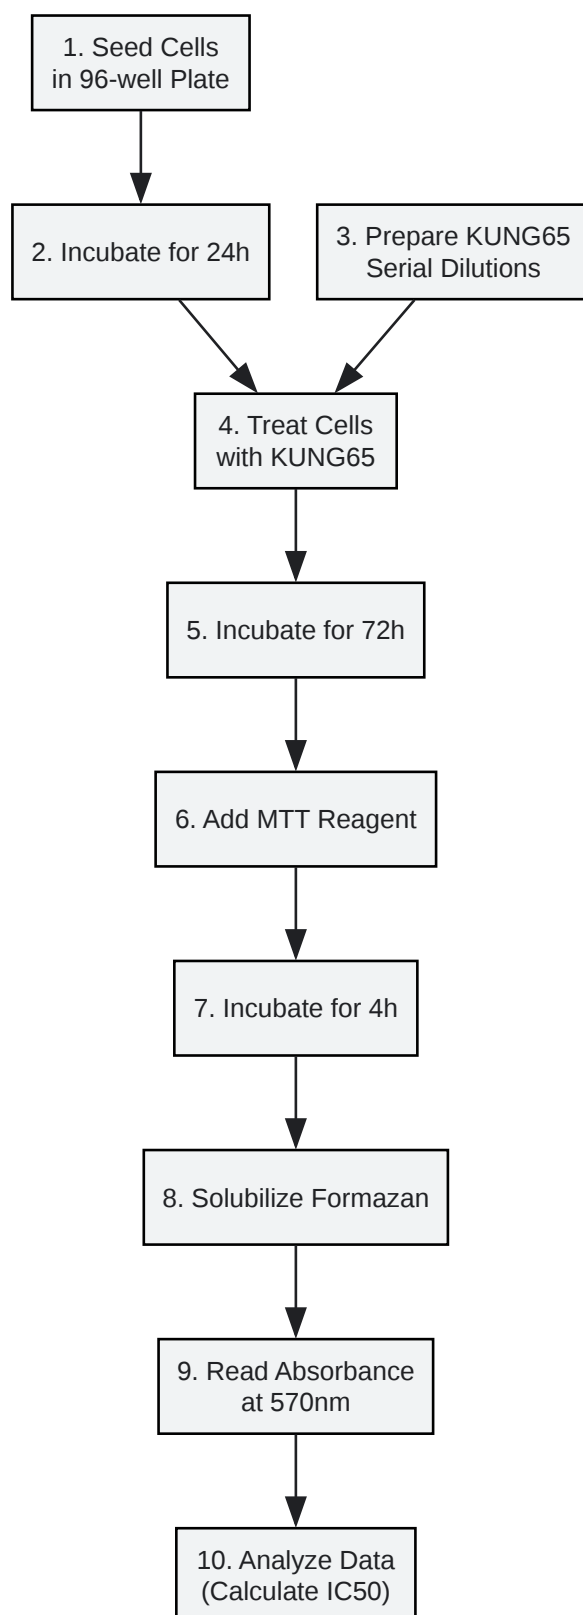 1. Seed Cells
in 96-well Plate
2. Incubate for 24h
3. Prepare KUNG65
Serial Dilutions
4. Treat Cells
with KUNG65
5. Incubate for 72h
6. Add MTT Reagent
7. Incubate for 4h
8. Solubilize Formazan
9. Read Absorbance
at 570nm
10. Analyze Data
(Calculate IC50)